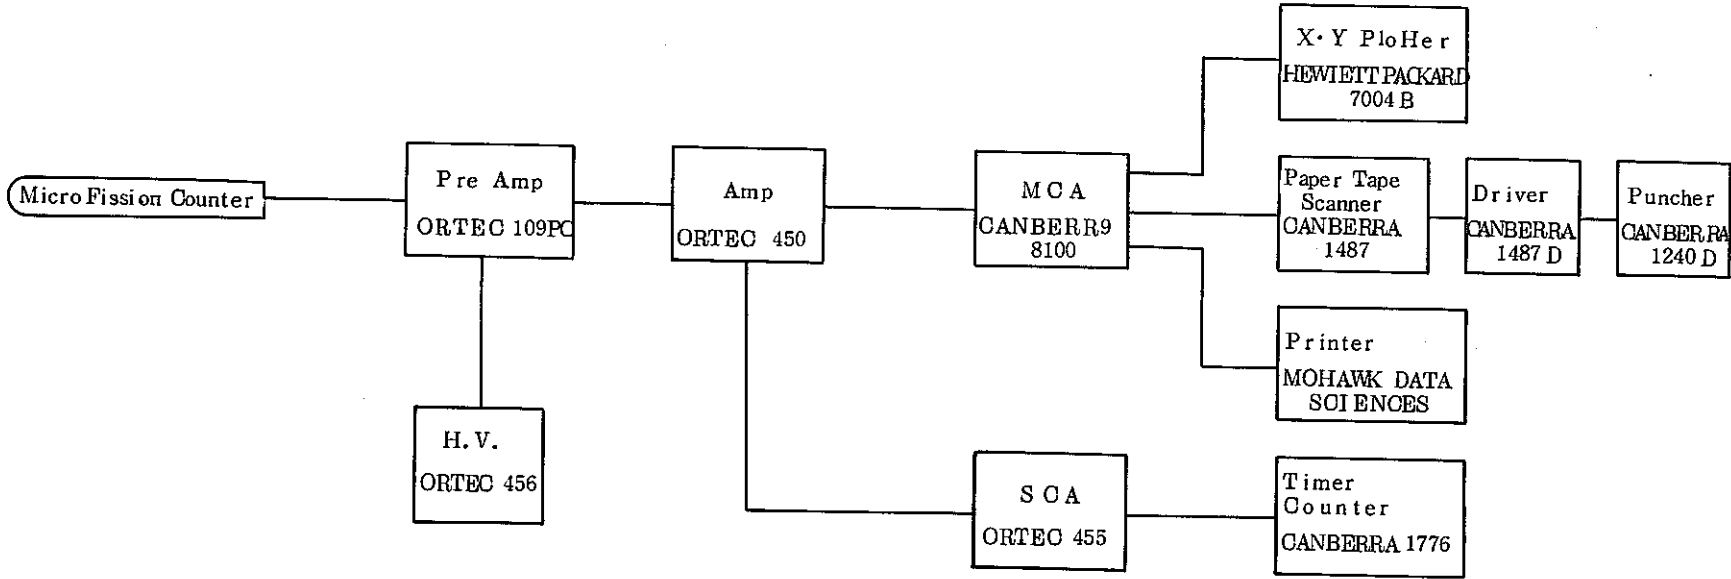 Micro Fission Counter
Pre Amp
ORTEC 109PC
H.V.
ORTEC 456
Amp
ORTEC 450
MCA
CANBERR9
8100
X·Y PloHer
HEWIETT PACKARD
7004 B
Paper Tape
Scanner
CANBERRA
1487
Driver
CANBERRA
1487 D
Puncher
CANBERRA
1240 D
Printer
MOHAWK DATA
SCIENCES
SCA
ORTEC 455
Timer
Counter
CANBERRA 1776